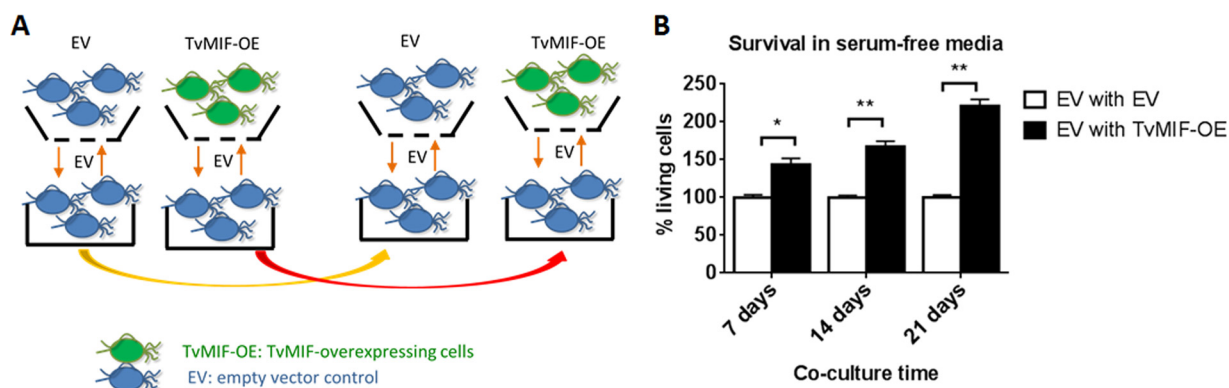 A
EV
TvMIF-OE
EV
TvMIF-OE
EV
EV
EV
EV
TvMIF-OE: TvMIF-overexpressing cells
EV: empty vector control
B
Survival in serum-free media
% living cells
250
200
150
100
50
0
*
**
**
7 days
14 days
21 days
Co-culture time
EV with EV
EV with TvMIF-OE